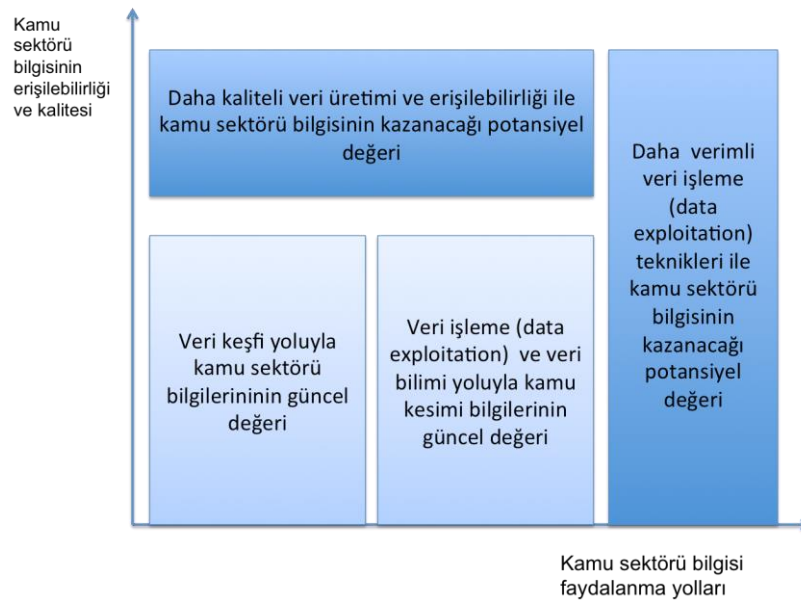 Kamu
sektörü
bilgisinin
erişilebilirliği
ve kalitesi
Daha kaliteli veri üretimi ve erişilebilirliği ile
kamu sektörü bilgisinin kazanacağı potansiyel
değeri
Veri keşfi yoluyla
kamu sektörü
bilgilerininin güncel
değeri
Veri işleme (data
exploitation) ve veri
bilimi yoluyla kamu
kesimi bilgilerinin
güncel değeri
Daha verimli
veri işleme
(data
exploitation)
teknikleri ile
kamu sektörü
bilgisinin
kazanacağı
potansiyel
değeri
Kamu sektörü bilgisi
faydalanma yolları